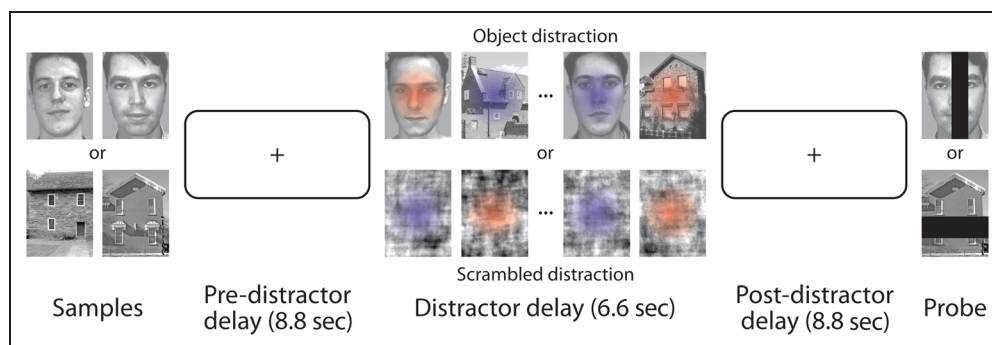 Object distraction
or
+
...
or
+
or
...
Scrambled distraction
Samples
Pre-distractor
delay (8.8 sec)
Distractor delay (6.6 sec)
Post-distractor
delay (8.8 sec)
Probe